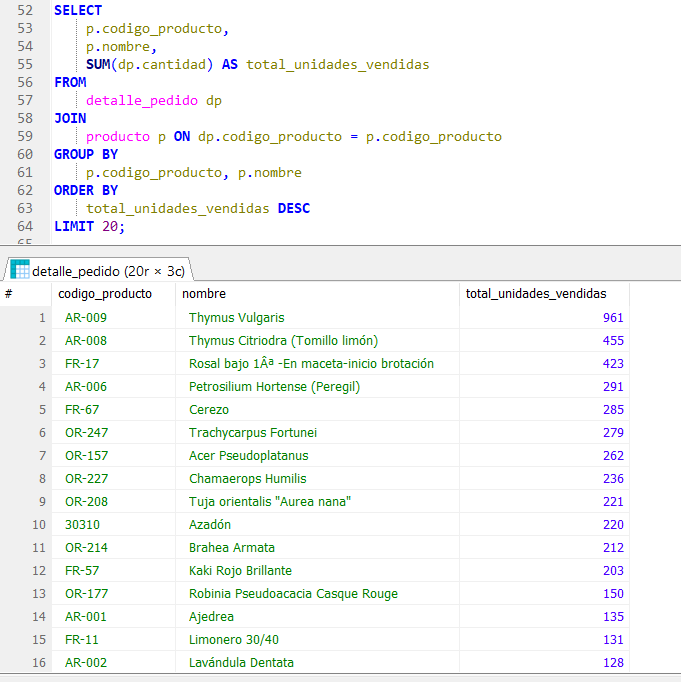 52 SELECT
53 p.codigo_producto,
54 p.nombre,
55 SUM(dp.cantidad) AS total_unidades_vendidas
56 FROM
57 detalle_pedido dp
58 JOIN
59 producto p ON dp.codigo_producto = p.codigo_producto
60 GROUP BY
61 p.codigo_producto, p.nombre
62 ORDER BY
63 total_unidades_vendidas DESC
64 LIMIT 20;
65
detalle_pedido (20r × 3c)
# codigo_producto nombre total_unidades_vendidas
1 AR-009 Thymus Vulgaris 961
2 AR-008 Thymus Citriodra (Tomillo limón) 455
3 FR-17 Rosal bajo 1Âª -En maceta-inicio brotación 423
4 AR-006 Petrosilium Hortense (Peregil) 291
5 FR-67 Cerezo 285
6 OR-247 Trachycarpus Fortunei 279
7 OR-157 Acer Pseudoplatanus 262
8 OR-227 Chamaerops Humilis 236
9 OR-208 Tuja orientalis "Aurea nana" 221
10 30310 Azadón 220
11 OR-214 Brahea Armata 212
12 FR-57 Kaki Rojo Brillante 203
13 OR-177 Robinia Pseudoacacia Casque Rouge 150
14 AR-001 Ajedrea 135
15 FR-11 Limonero 30/40 131
16 AR-002 Lavándula Dentata 128